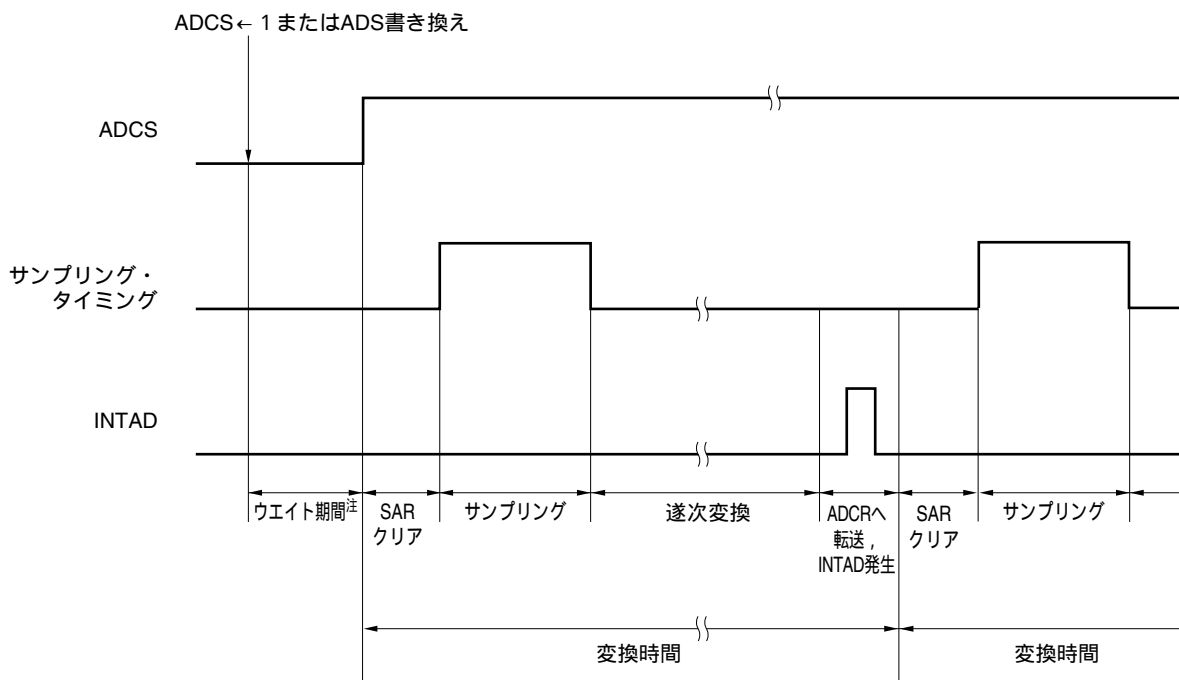 ADCS← 1 またはADS書き換え
ADCS
サンプリング・
タイミング
INTAD
ウエイト期間注
SAR
クリア
サンプリング
逐次変換
ADCRへ
転送，
INTAD発生
SAR
クリア
サンプリング
変換時間
変換時間